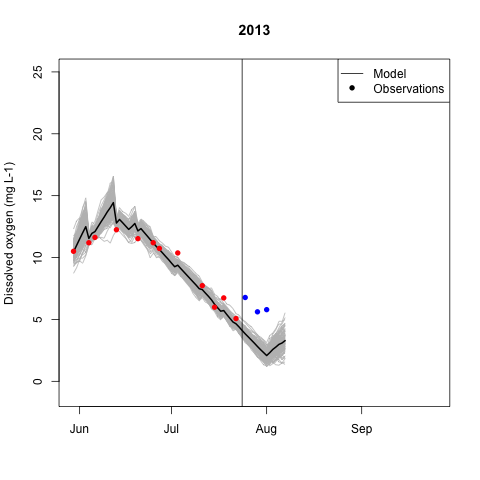 2013
Model
Observations
Dissolved oxygen (mg L-1)
25
20
15
10
5
0
Jun
Jul
Aug
Sep